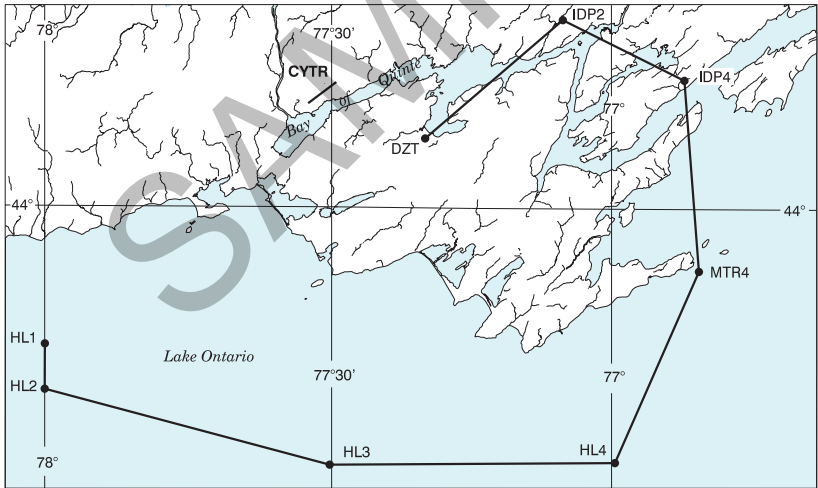 IDP2
78°
77°30'
CYTR
Bay of Quinte
IDP4
77°
DZT
44°
44°
MTR4
HL1
Lake Ontario
HL2
77°30'
77°
HL3
HL4
78°
SAM